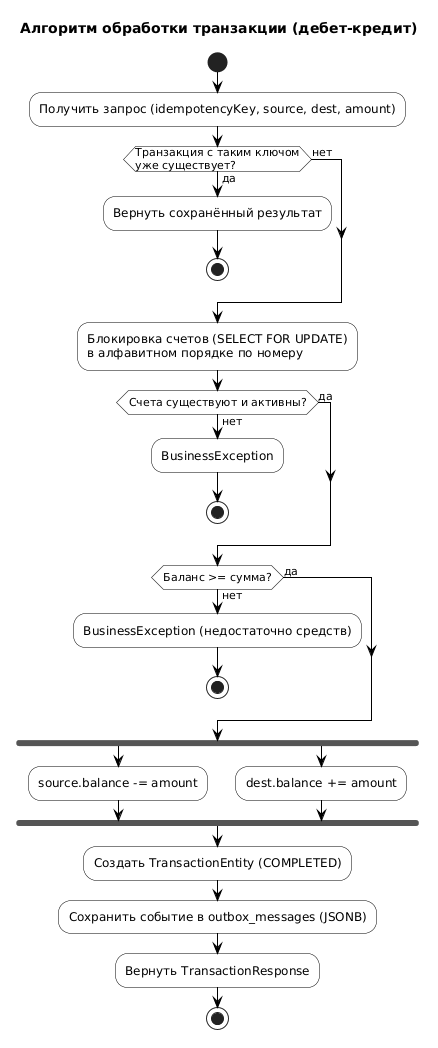 Алгоритм обработки транзакции (дебет-кредит)
Получить запрос (idempotencyKey, source, dest, amount)
Транзакция с таким ключом
уже существует?
нет
да
Вернуть сохранённый результат
Блокировка счетов (SELECT FOR UPDATE)
в алфавитном порядке по номеру
Счета существуют и активны?
да
нет
BusinessException
Баланс >= сумма?
да
нет
BusinessException (недостаточно средств)
source.balance -= amount
dest.balance += amount
Создать TransactionEntity (COMPLETED)
Сохранить событие в outbox_messages (JSONB)
Вернуть TransactionResponse